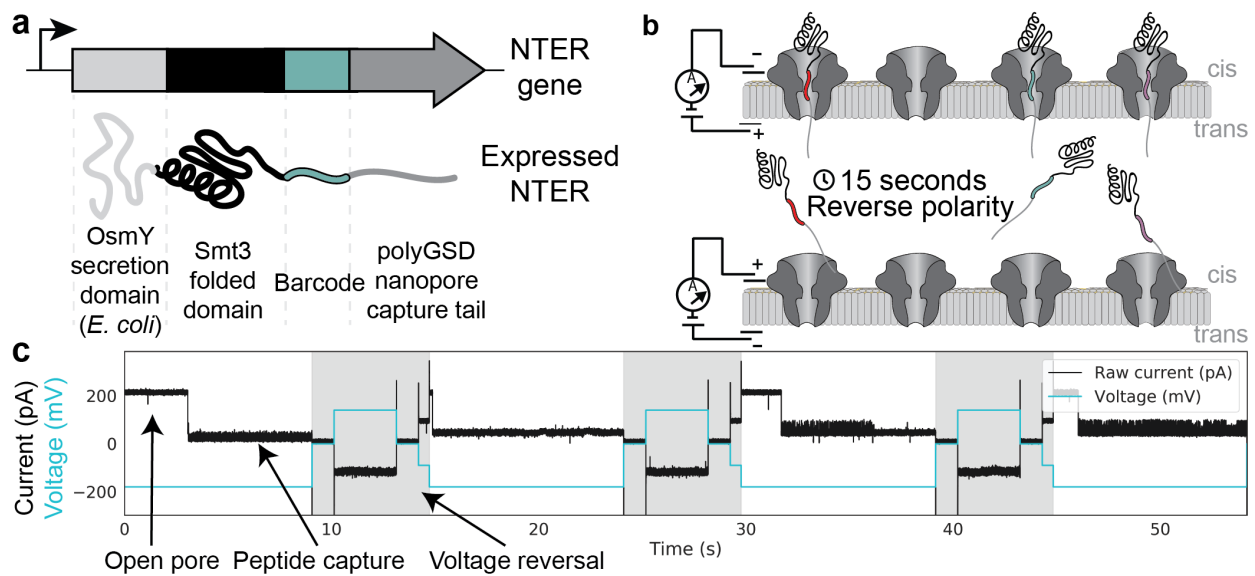 a
NTER
gene
Expressed
NTER
OsmY
secretion
domain
(E. coli)
Smt3
folded
domain
Barcode
polyGSD
nanopore
capture tail
b
−
A
+
cis
trans
15 seconds
Reverse polarity
+
A
−
cis
trans
c
Current (pA)
Voltage (mV)
200
0
−200
Raw current (pA)
Voltage (mV)
0
10
20
30
40
50
Time (s)
Open pore
Peptide capture
Voltage reversal